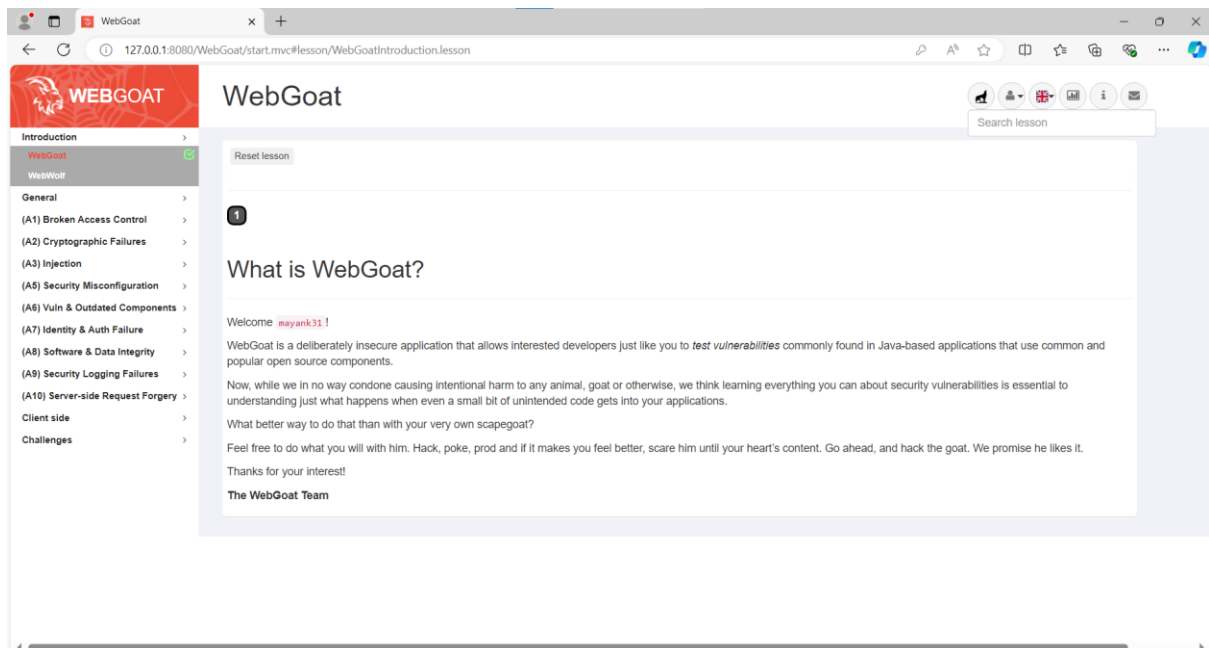 WebGoat
127.0.0.1:8080/WebGoat/start.mvc#lesson/WebGoatIntroduction.lesson
WEBGOAT
WebGoat
Search lesson
Introduction
WebGoat
WebWolf
General
(A1) Broken Access Control
(A2) Cryptographic Failures
(A3) Injection
(A5) Security Misconfiguration
(A6) Vuln & Outdated Components
(A7) Identity & Auth Failure
(A8) Software & Data Integrity
(A9) Security Logging Failures
(A10) Server-side Request Forgery
Client side
Challenges
Reset lesson
1
What is WebGoat?
Welcome mayank31!
WebGoat is a deliberately insecure application that allows interested developers just like you to test vulnerabilities commonly found in Java-based applications that use common and
popular open source components.
Now, while we in no way condone causing intentional harm to any animal, goat or otherwise, we think learning everything you can about security vulnerabilities is essential to
understanding just what happens when even a small bit of unintended code gets into your applications.
What better way to do that than with your very own scapegoat?
Feel free to do what you will with him. Hack, poke, prod and if it makes you feel better, scare him until your heart's content. Go ahead, and hack the goat. We promise he likes it.
Thanks for your interest!
The WebGoat Team